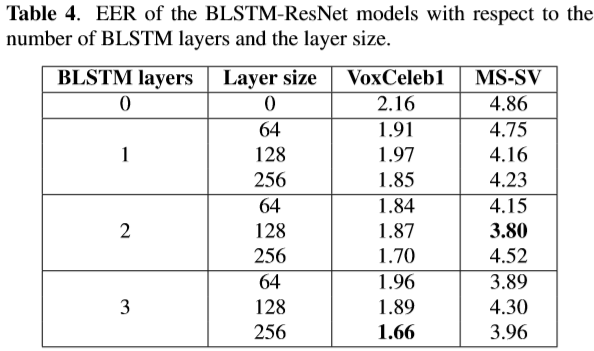 Table 4. EER of the BLSTM-ResNet models with respect to the
number of BLSTM layers and the layer size.
BLSTM layers Layer size VoxCeleb1 MS-SV
0 0 2.16 4.86
64 1.91 4.75
1 128 1.97 4.16
256 1.85 4.23
64 1.84 4.15
2 128 1.87 3.80
256 1.70 4.52
64 1.96 3.89
3 128 1.89 4.30
256 1.66 3.96